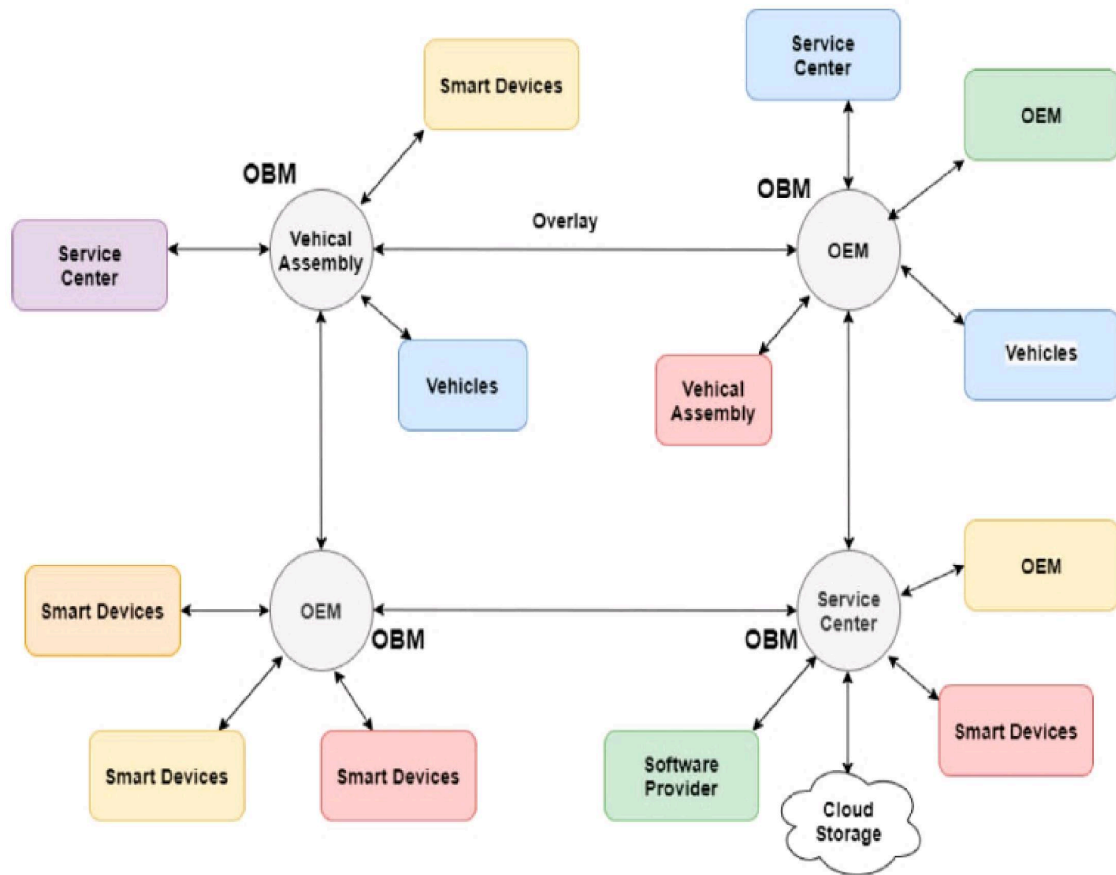 Service
Center
Smart Devices
OEM
OBM
OBM
Overlay
Vehical
Assembly
OEM
Service
Center
Vehicles
Vehical
Assembly
Vehicles
OEM
Smart Devices
OEM
Service
Center
OBM
OBM
Smart Devices
Smart Devices
Smart Devices
Software
Provider
Cloud
Storage